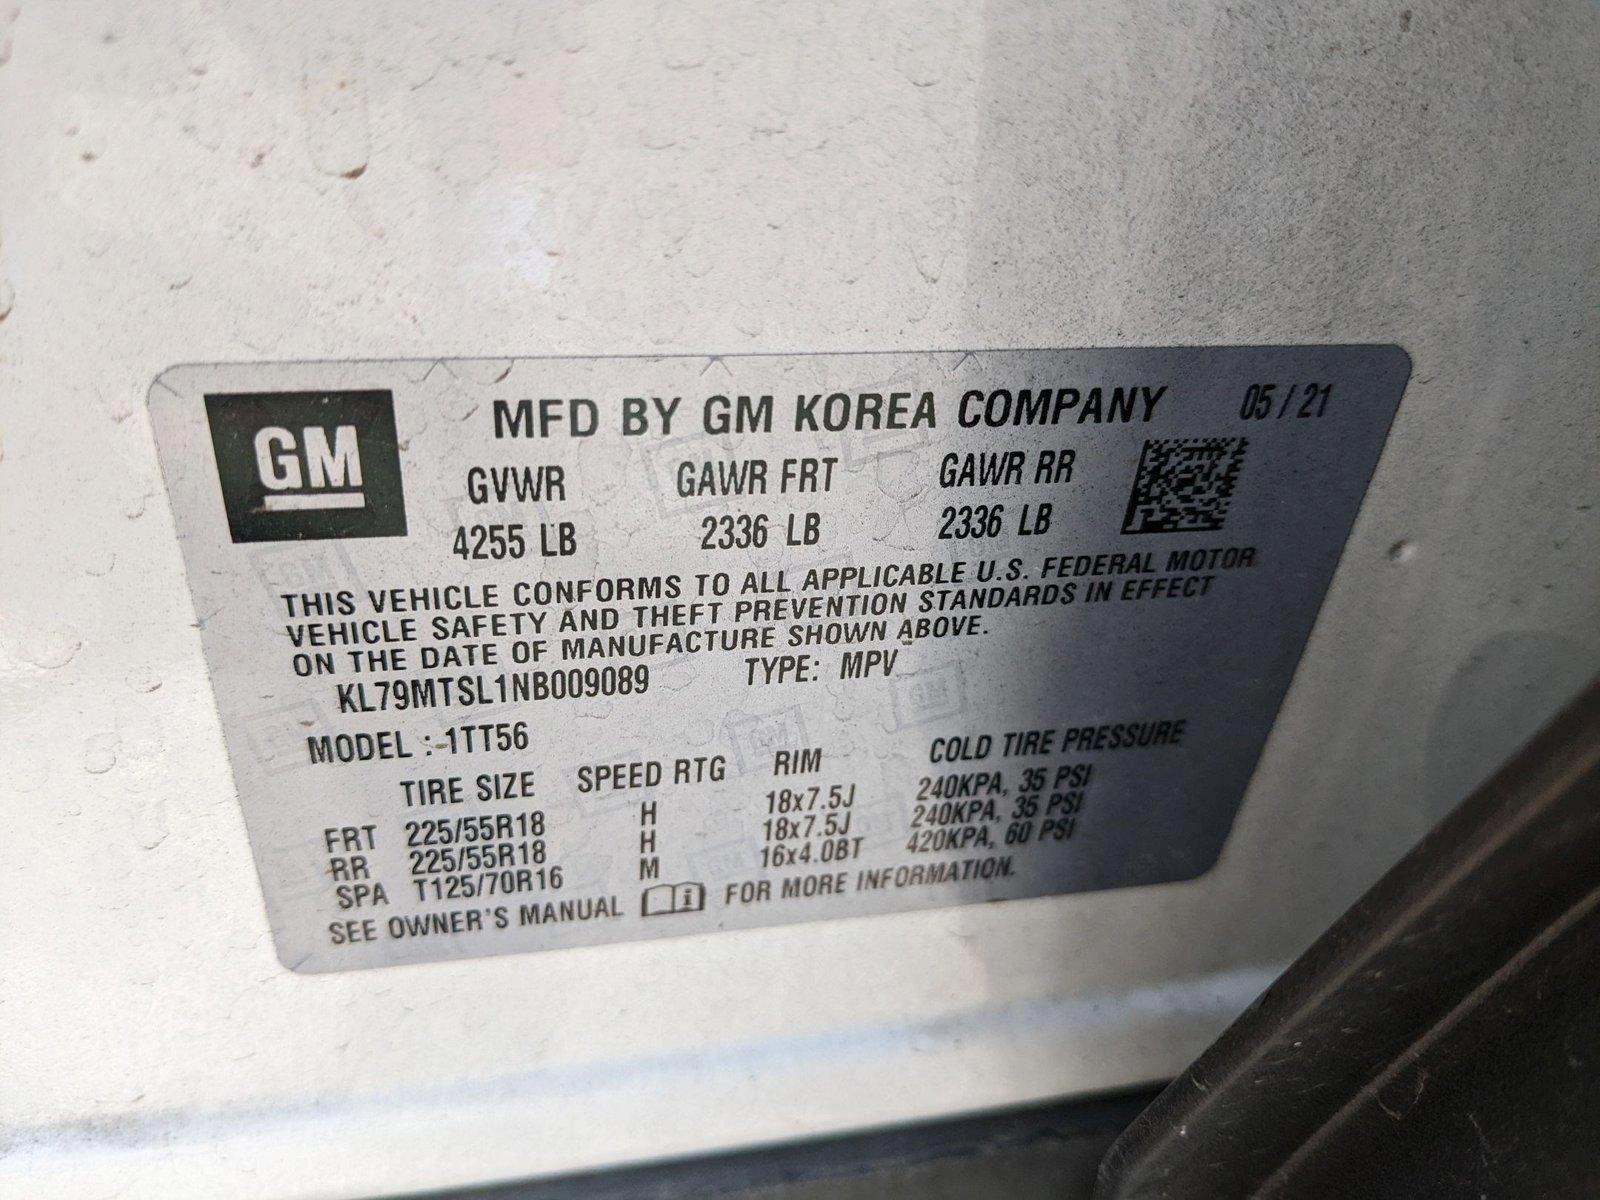 GM
MFD BY GM KOREA COMPANY 05 / 21
GVWR GAWR FRT GAWR RR
4255 LB 2336 LB 2336 LB
THIS VEHICLE CONFORMS TO ALL APPLICABLE U.S. FEDERAL MOTOR
VEHICLE SAFETY AND THEFT PREVENTION STANDARDS IN EFFECT
ON THE DATE OF MANUFACTURE SHOWN ABOVE.
KL79MTSL1NB009089 TYPE: MPV
MODEL : 1TT56
TIRE SIZE SPEED RTG RIM COLD TIRE PRESSURE
FRT 225/55R18 H 18x7.5J 240KPA, 35 PSI
RR 225/55R18 H 18x7.5J 240KPA, 35 PSI
SPA T125/70R16 M 16x4.0BT 420KPA, 60 PSI
SEE OWNER'S MANUAL FOR MORE INFORMATION.